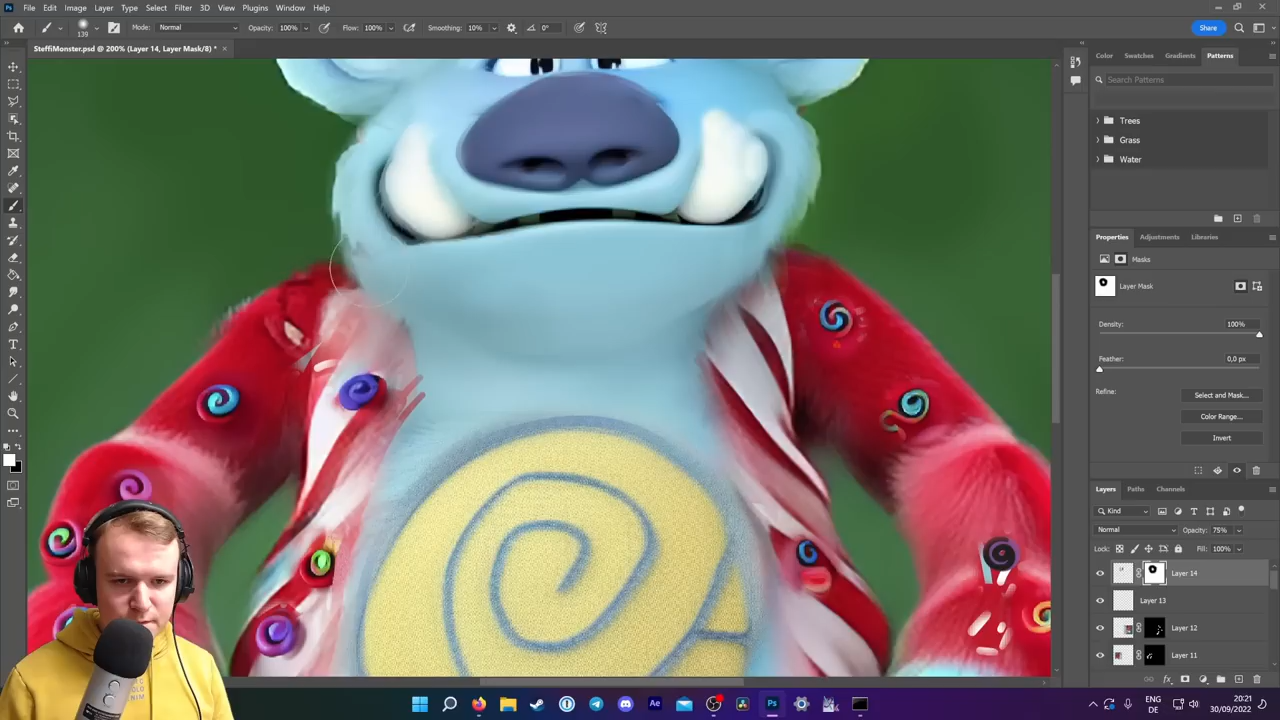 File Edit Image Layer Type Select Filter 3D View Plugins Window Help
139 Mode: Normal Opacity: 100% Flow: 100% Smoothing: 10% 0° Share
SteffiMonster.psd @ 200% (Layer 14, Layer Mask/8) * ×
Color Swatches Gradients Patterns
Search Patterns
Trees
Grass
Water
Properties Adjustments Libraries
Masks
Layer Mask
Density: 100%
Feather: 0,0 px
Refine: Select and Mask...
Color Range...
Invert
Layers Paths Channels
Kind
Normal Opacity: 75%
Lock: Fill: 100%
Layer 14
Layer 13
Layer 12
Layer 11
ENG 20:21
DE 30/09/2022